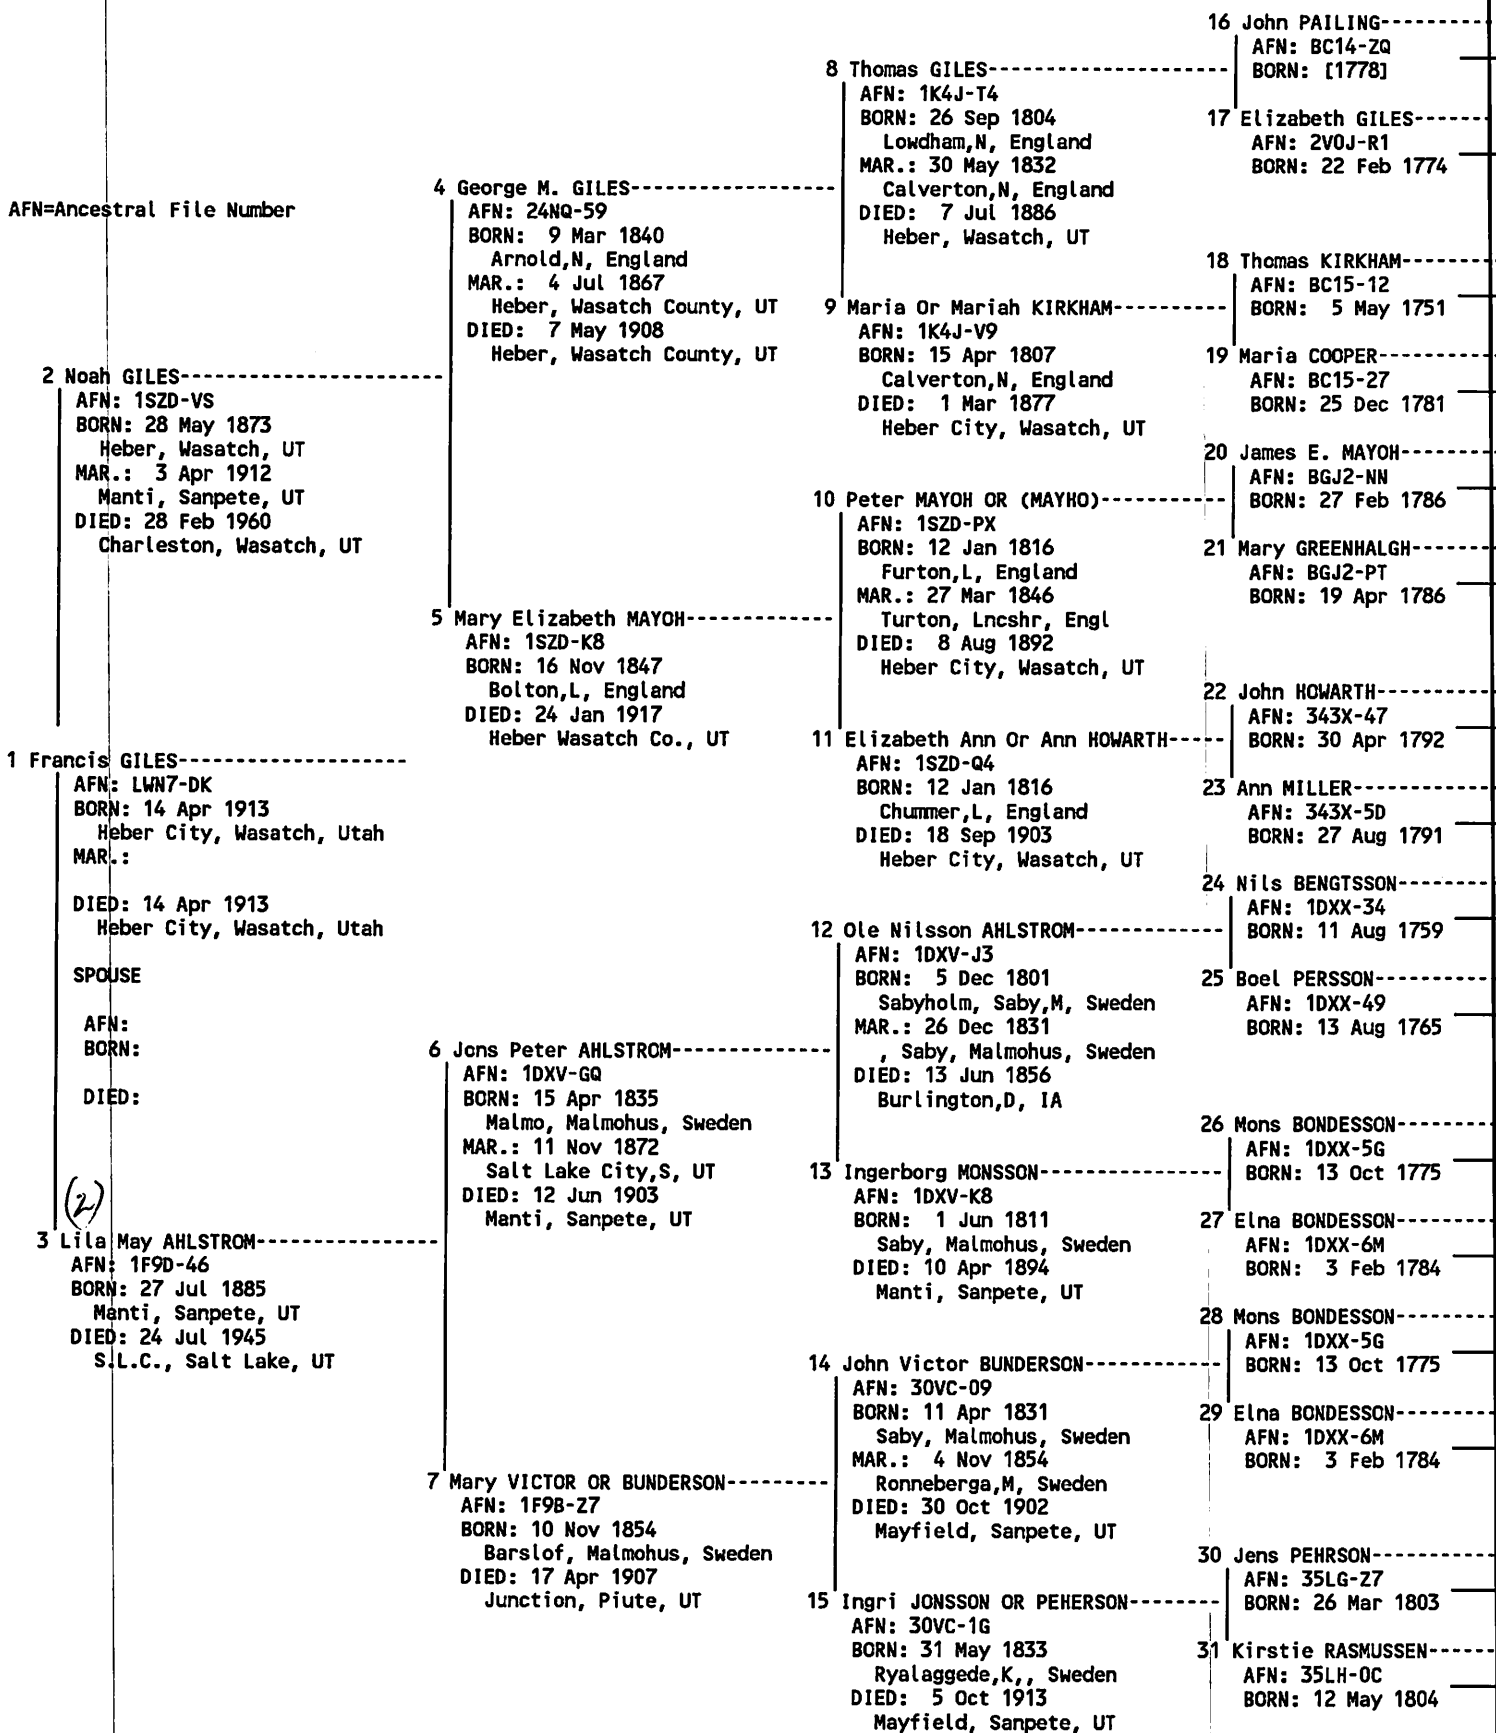 AFN=Ancestral File Number
1 Francis GILES
AFN: LWN7-DK
BORN: 14 Apr 1913
Heber City, Wasatch, Utah
MAR.:
DIED: 14 Apr 1913
Heber City, Wasatch, Utah
SPOUSE
AFN:
BORN:
DIED:
2 Noah GILES
AFN: 1SZD-VS
BORN: 28 May 1873
Heber, Wasatch, UT
MAR.: 3 Apr 1912
Manti, Sanpete, UT
DIED: 28 Feb 1960
Charleston, Wasatch, UT
(2)
3 Lila May AHLSTROM
AFN: 1F9D-46
BORN: 27 Jul 1885
Manti, Sanpete, UT
DIED: 24 Jul 1945
S.L.C., Salt Lake, UT
4 George M. GILES
AFN: 24NQ-59
BORN: 9 Mar 1840
Arnold,N, England
MAR.: 4 Jul 1867
Heber, Wasatch County, UT
DIED: 7 May 1908
Heber, Wasatch County, UT
5 Mary Elizabeth MAYOH
AFN: 1SZD-K8
BORN: 16 Nov 1847
Bolton,L, England
DIED: 24 Jan 1917
Heber Wasatch Co., UT
6 Jons Peter AHLSTROM
AFN: 1DXV-GQ
BORN: 15 Apr 1835
Malmo, Malmohus, Sweden
MAR.: 11 Nov 1872
Salt Lake City,S, UT
DIED: 12 Jun 1903
Manti, Sanpete, UT
7 Mary VICTOR OR BUNDERSON
AFN: 1F9B-Z7
BORN: 10 Nov 1854
Barslof, Malmohus, Sweden
DIED: 17 Apr 1907
Junction, Piute, UT
8 Thomas GILES
AFN: 1K4J-T4
BORN: 26 Sep 1804
Lowdham,N, England
MAR.: 30 May 1832
Calverton,N, England
DIED: 7 Jul 1886
Heber, Wasatch, UT
9 Maria Or Mariah KIRKHAM
AFN: 1K4J-V9
BORN: 15 Apr 1807
Calverton,N, England
DIED: 1 Mar 1877
Heber City, Wasatch, UT
10 Peter MAYOH OR (MAYHO)
AFN: 1SZD-PX
BORN: 12 Jan 1816
Furton,L, England
MAR.: 27 Mar 1846
Turton, Lncshr, Engl
DIED: 8 Aug 1892
Heber City, Wasatch, UT
11 Elizabeth Ann Or Ann HOWARTH
AFN: 1SZD-Q4
BORN: 12 Jan 1816
Chummer,L, England
DIED: 18 Sep 1903
Heber City, Wasatch, UT
12 Ole Nilsson AHLSTROM
AFN: 1DXV-J3
BORN: 5 Dec 1801
Sabyholm, Saby,M, Sweden
MAR.: 26 Dec 1831
, Saby, Malmohus, Sweden
DIED: 13 Jun 1856
Burlington,D, IA
13 Ingerborg MONSSON
AFN: 1DXV-K8
BORN: 1 Jun 1811
Saby, Malmohus, Sweden
DIED: 10 Apr 1894
Manti, Sanpete, UT
14 John Victor BUNDERSON
AFN: 30VC-09
BORN: 11 Apr 1831
Saby, Malmohus, Sweden
MAR.: 4 Nov 1854
Ronneberga,M, Sweden
DIED: 30 Oct 1902
Mayfield, Sanpete, UT
15 Ingri JONSSON OR PEHERSON
AFN: 30VC-1G
BORN: 31 May 1833
Ryalaggede,K,, Sweden
DIED: 5 Oct 1913
Mayfield, Sanpete, UT
16 John PAILING
AFN: BC14-ZQ
BORN: [1778]
17 Elizabeth GILES
AFN: 2V0J-R1
BORN: 22 Feb 1774
18 Thomas KIRKHAM
AFN: BC15-12
BORN: 5 May 1751
19 Maria COOPER
AFN: BC15-27
BORN: 25 Dec 1781
20 James E. MAYOH
AFN: BGJ2-NN
BORN: 27 Feb 1786
21 Mary GREENHALGH
AFN: BGJ2-PT
BORN: 19 Apr 1786
22 John HOWARTH
AFN: 343X-47
BORN: 30 Apr 1792
23 Ann MILLER
AFN: 343X-5D
BORN: 27 Aug 1791
24 Nils BENGTSSON
AFN: 1DXX-34
BORN: 11 Aug 1759
25 Boel PERSSON
AFN: 1DXX-49
BORN: 13 Aug 1765
26 Mons BONDESSON
AFN: 1DXX-5G
BORN: 13 Oct 1775
27 Elna BONDESSON
AFN: 1DXX-6M
BORN: 3 Feb 1784
28 Mons BONDESSON
AFN: 1DXX-5G
BORN: 13 Oct 1775
29 Elna BONDESSON
AFN: 1DXX-6M
BORN: 3 Feb 1784
30 Jens PEHRSON
AFN: 35LG-Z7
BORN: 26 Mar 1803
31 Kirstie RASMUSSEN
AFN: 35LH-0C
BORN: 12 May 1804